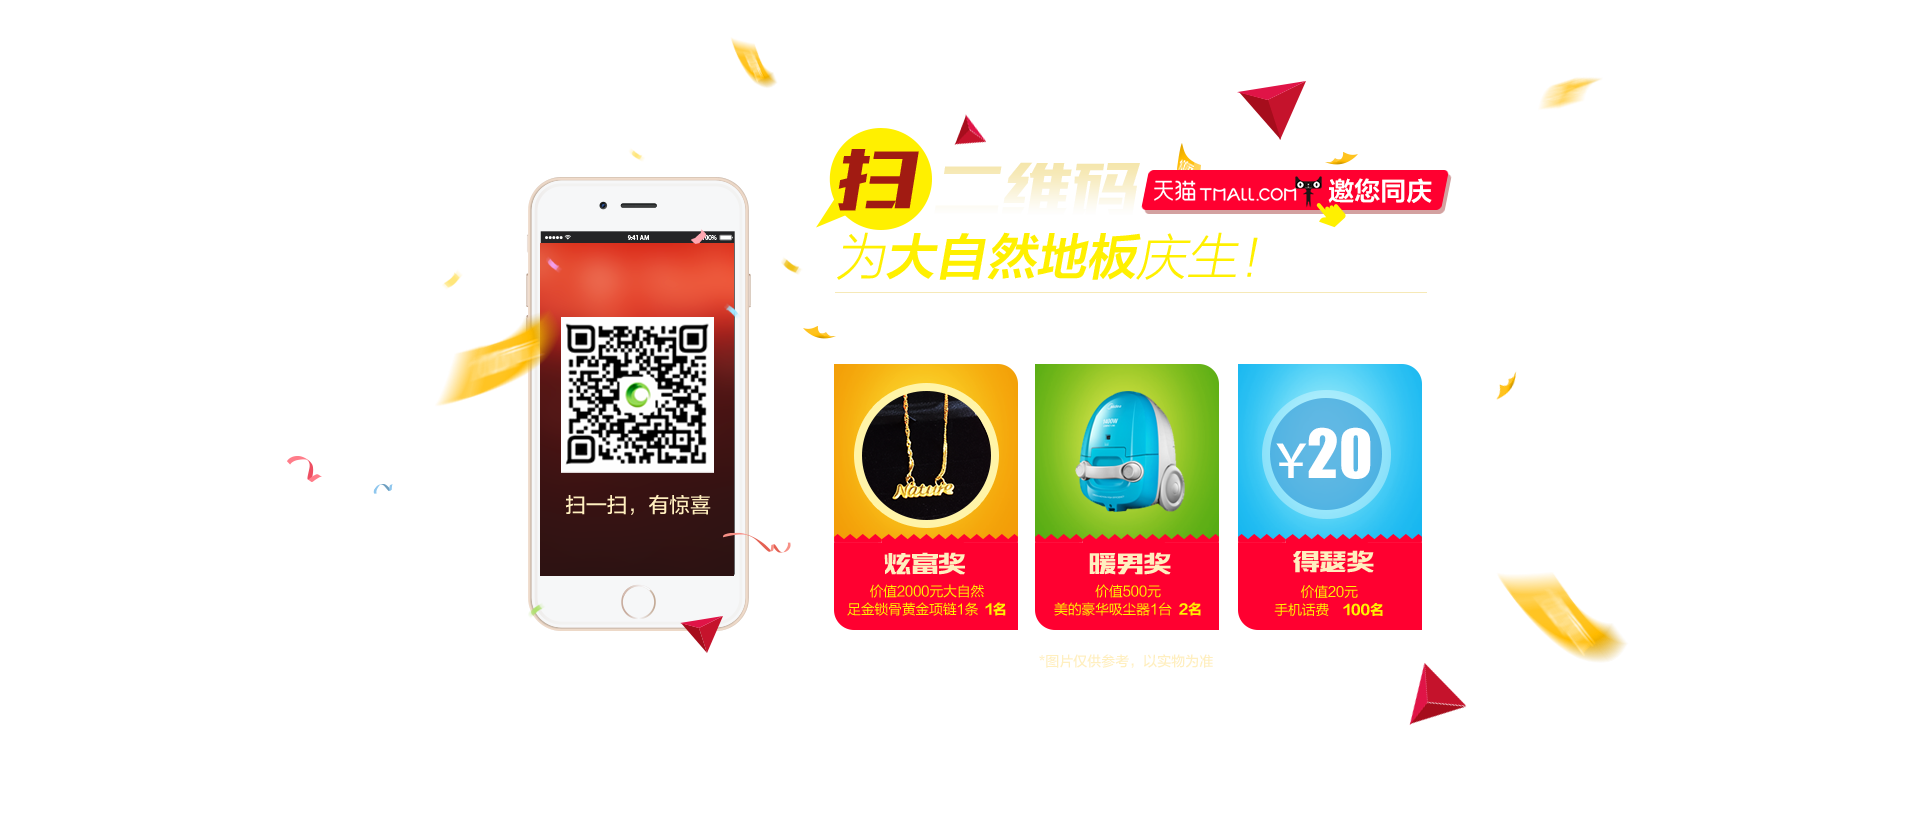 扫二维码
天猫 TMALL.COM 邀您同庆
为大自然地板庆生！
9:41 AM
100%
扫一扫，有惊喜
Nature
炫富奖
价值2000元大自然
足金锁骨黄金项链1条 1名
暖男奖
价值500元
美的豪华吸尘器1台 2名
¥20
得瑟奖
价值20元
手机话费 100名
*图片仅供参考，以实物为准